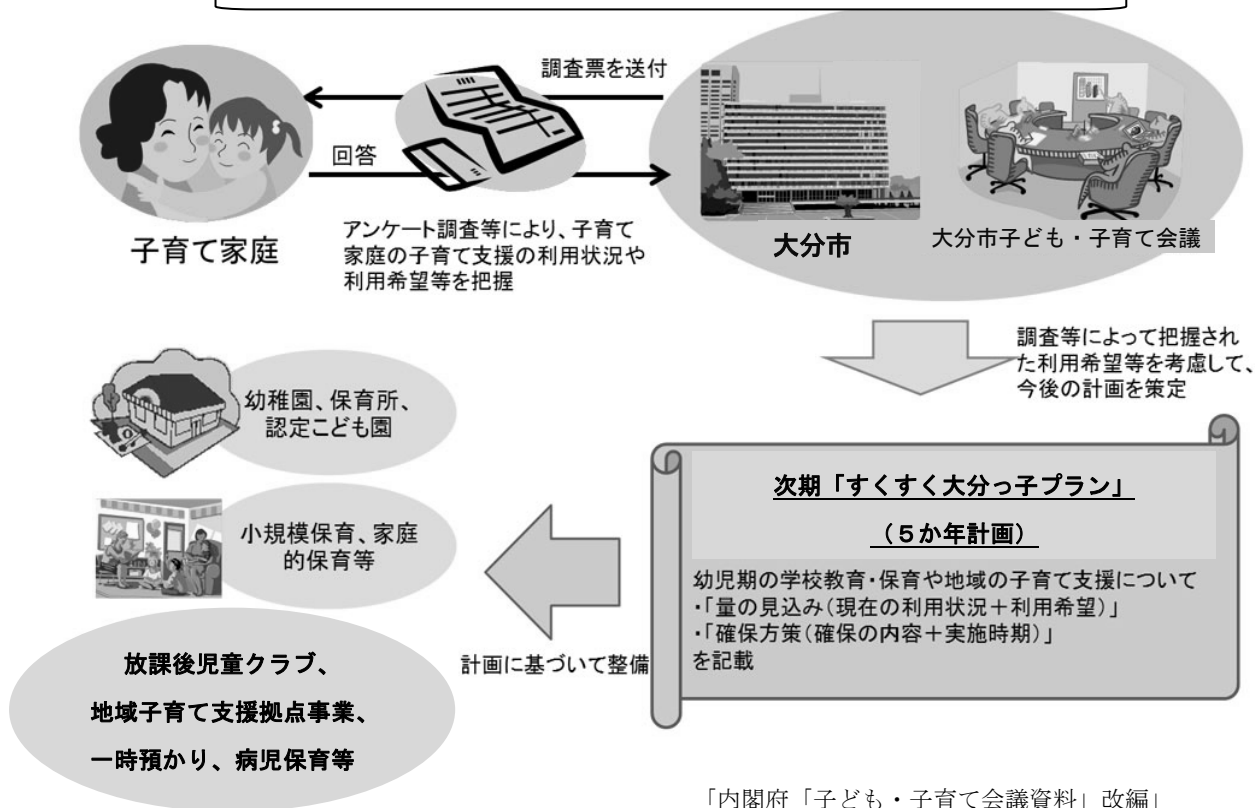 調査票を送付
回答
アンケート調査等により、子育て
家庭の子育て支援の利用状況や
利用希望等を把握
子育て家庭
大分市
大分市子ども・子育て会議
調査等によって把握され
た利用希望等を考慮して、
今後の計画を策定
次期「すくすく大分っ子プラン」
（５か年計画）
幼児期の学校教育・保育や地域の子育て支援について
・「量の見込み（現在の利用状況＋利用希望）」
・「確保方策（確保の内容＋実施時期）」
を記載
計画に基づいて整備
幼稚園、保育所、
認定こども園
小規模保育、家庭
的保育等
放課後児童クラブ、
地域子育て支援拠点事業、
一時預かり、病児保育等
「内閣府「子ども・子育て会議資料」改編」